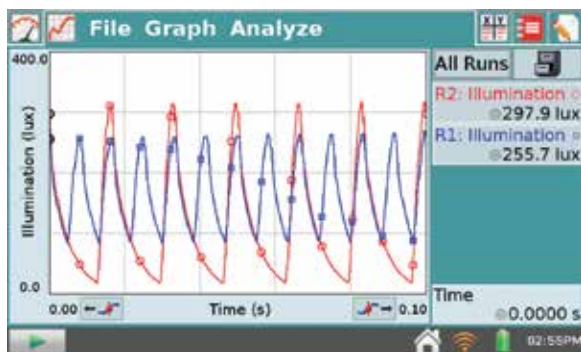 File Graph Analyze
X Y
400.0
Illumination (lux)
0.0
0.00
Time (s)
0.10
All Runs
R2: Illumination
297.9 lux
R1: Illumination
255.7 lux
Time
0.0000 s
02:55PM